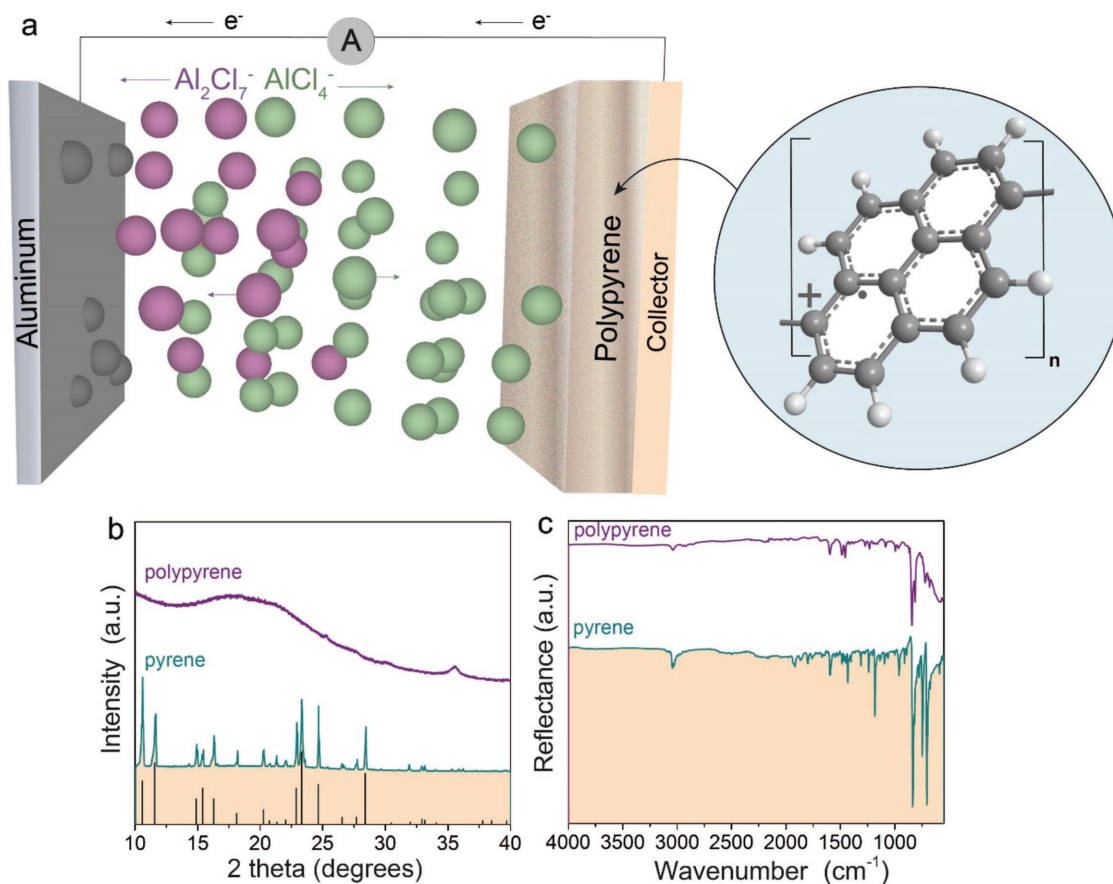 a
e⁻
e⁻
A
Al₂Cl₇⁻ AlCl₄⁻
Aluminum
Polypyrene
Collector
+
n
b
polypyrene
pyrene
Intensity (a.u.)
10 15 20 25 30 35 40
2 theta (degrees)
c
polypyrene
pyrene
Reflectance (a.u.)
4000 3500 3000 2500 2000 1500 1000
Wavenumber (cm⁻¹)